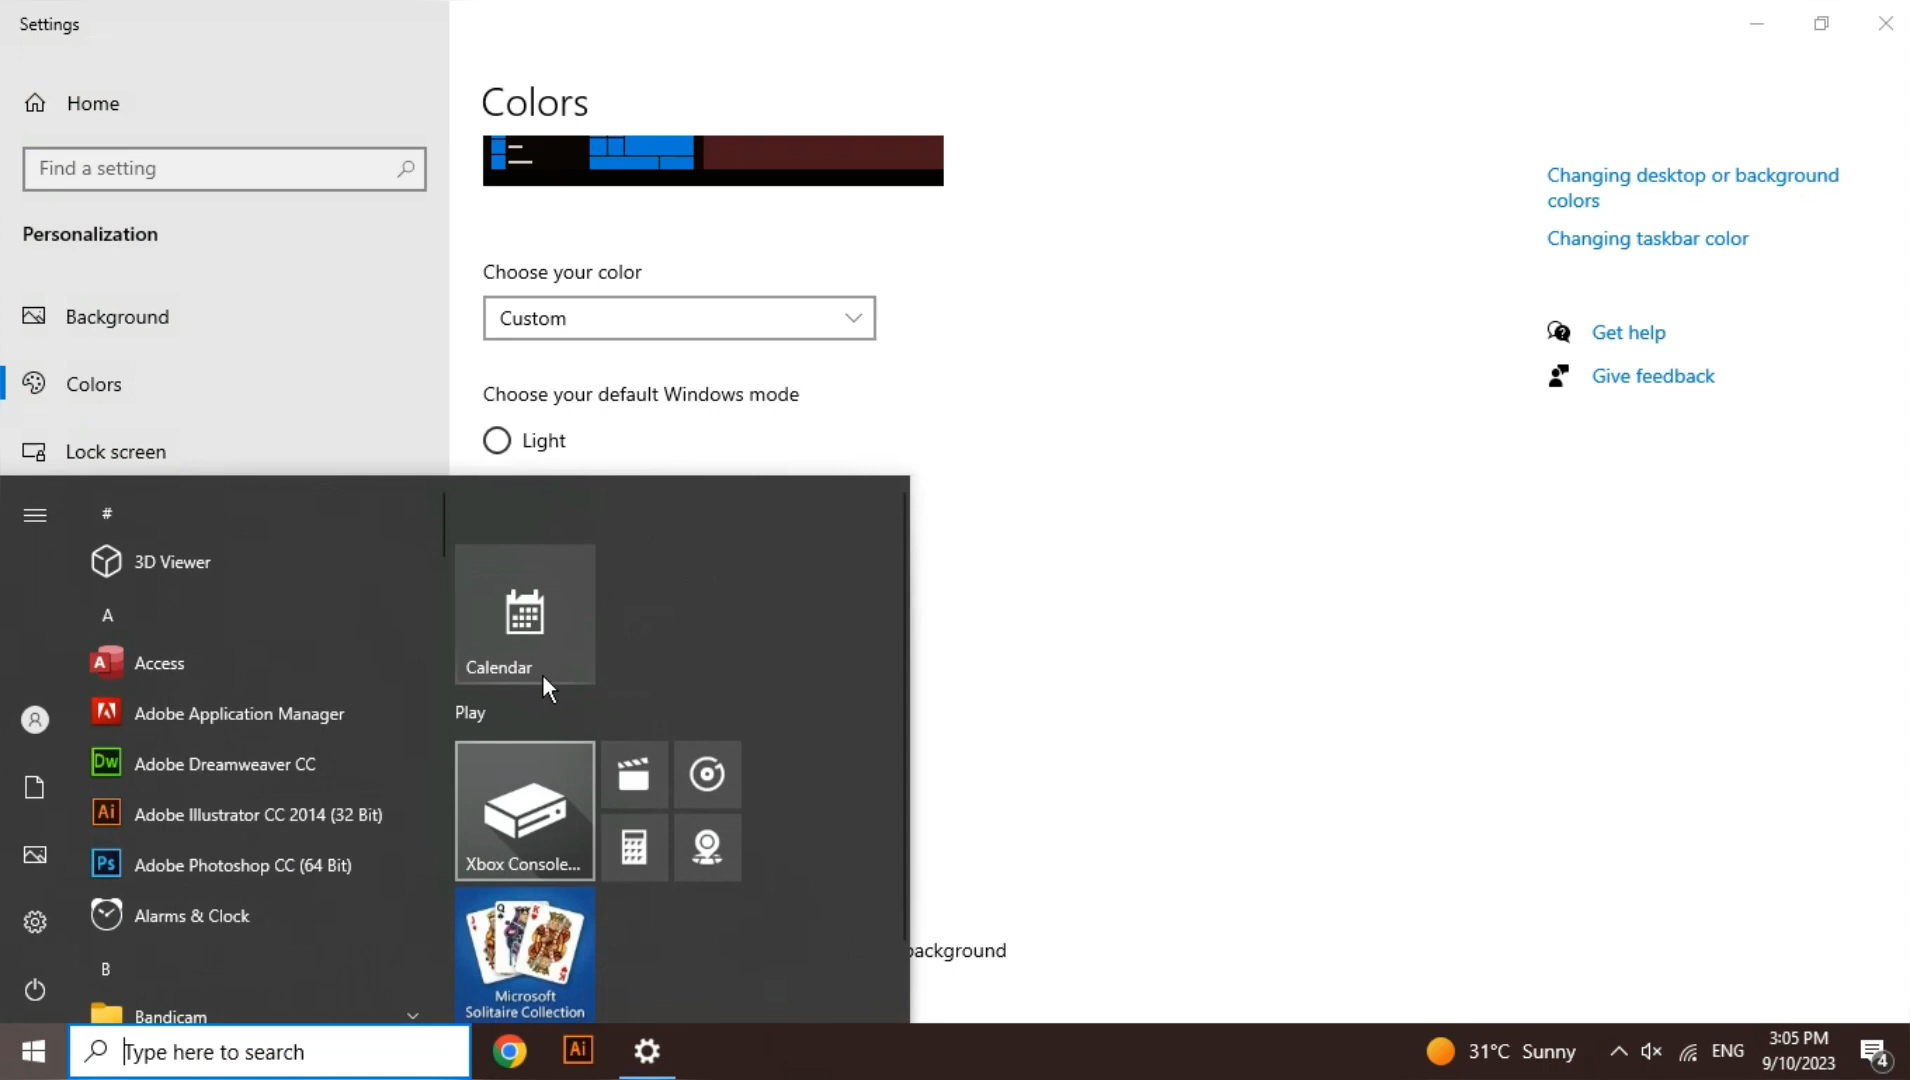 Settings
Home
Find a setting
Personalization
Background
Colors
Lock screen
Colors
Choose your color
Custom
Choose your default Windows mode
Light
Changing desktop or background
colors
Changing taskbar color
Get help
Give feedback
#
3D Viewer
A
Access
Adobe Application Manager
Adobe Dreamweaver CC
Adobe Illustrator CC 2014 (32 Bit)
Adobe Photoshop CC (64 Bit)
Alarms & Clock
B
Bandicam
Calendar
Play
Xbox Console...
Microsoft
Solitaire Collection
background
Type here to search
Ai
31°C Sunny
ENG
3:05 PM
9/10/2023
4